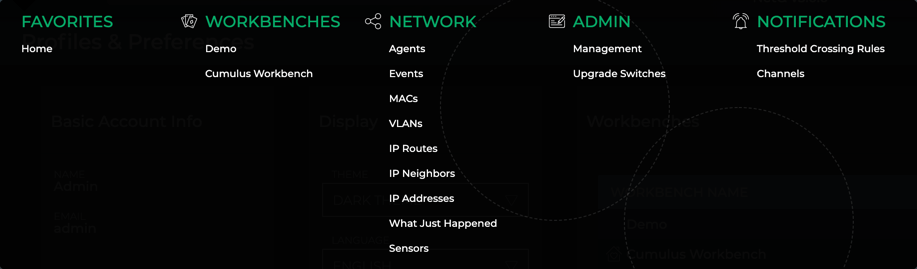 FAVORITES
Home
WORKBENCHES
Demo
Cumulus Workbench
NETWORK
Agents
Events
MACs
VLANs
IP Routes
IP Neighbors
IP Addresses
What Just Happened
Sensors
ADMIN
Management
Upgrade Switches
NOTIFICATIONS
Threshold Crossing Rules
Channels
Profiles & Preferences
Basic Account Info
NAME
Admin
admin
Display
Workbenches
Demo
Cumulus Workbench